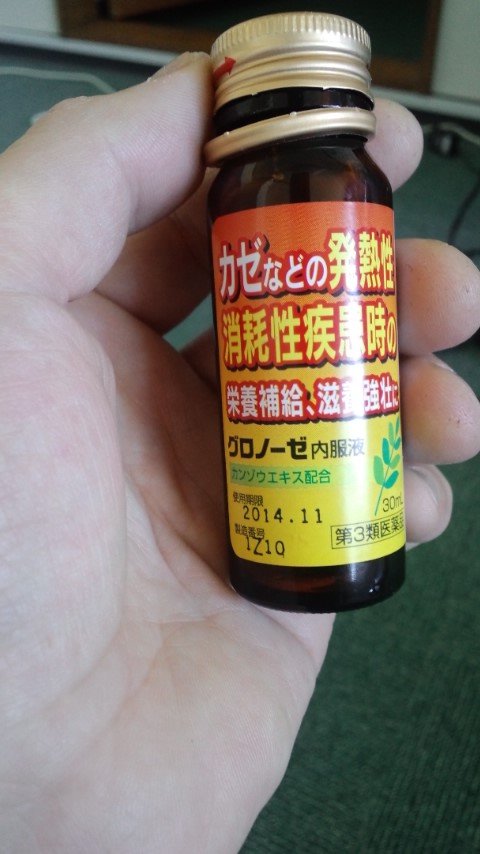 カゼなどの発熱性
消耗性疾患時の
栄養補給、滋養強壮に
グロノーゼ内服液
カンゾウエキス配合
使用期限
2014.11
製造番号
1Z1Q
30mL
第3類医薬品